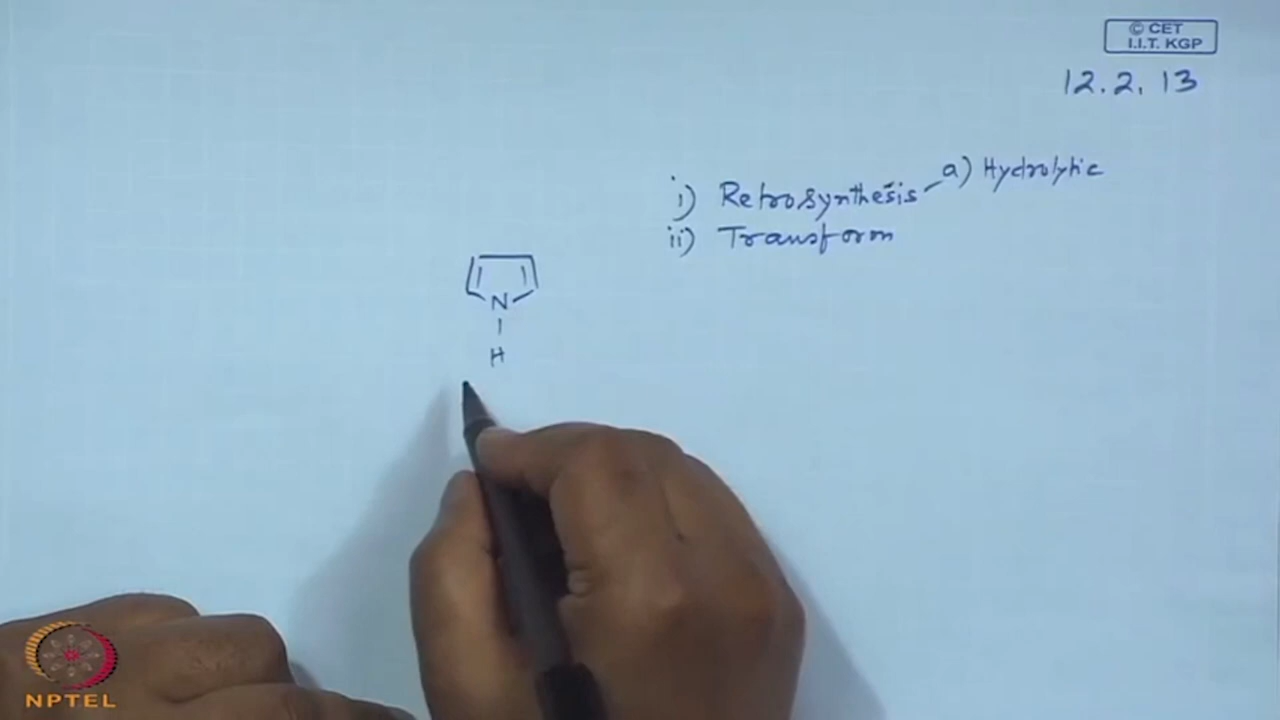 © CET
I.I.T. KGP
12.2.13
a) Hydrolytic
i) Retrosynthesis
ii) Transform
N
H
NPTEL